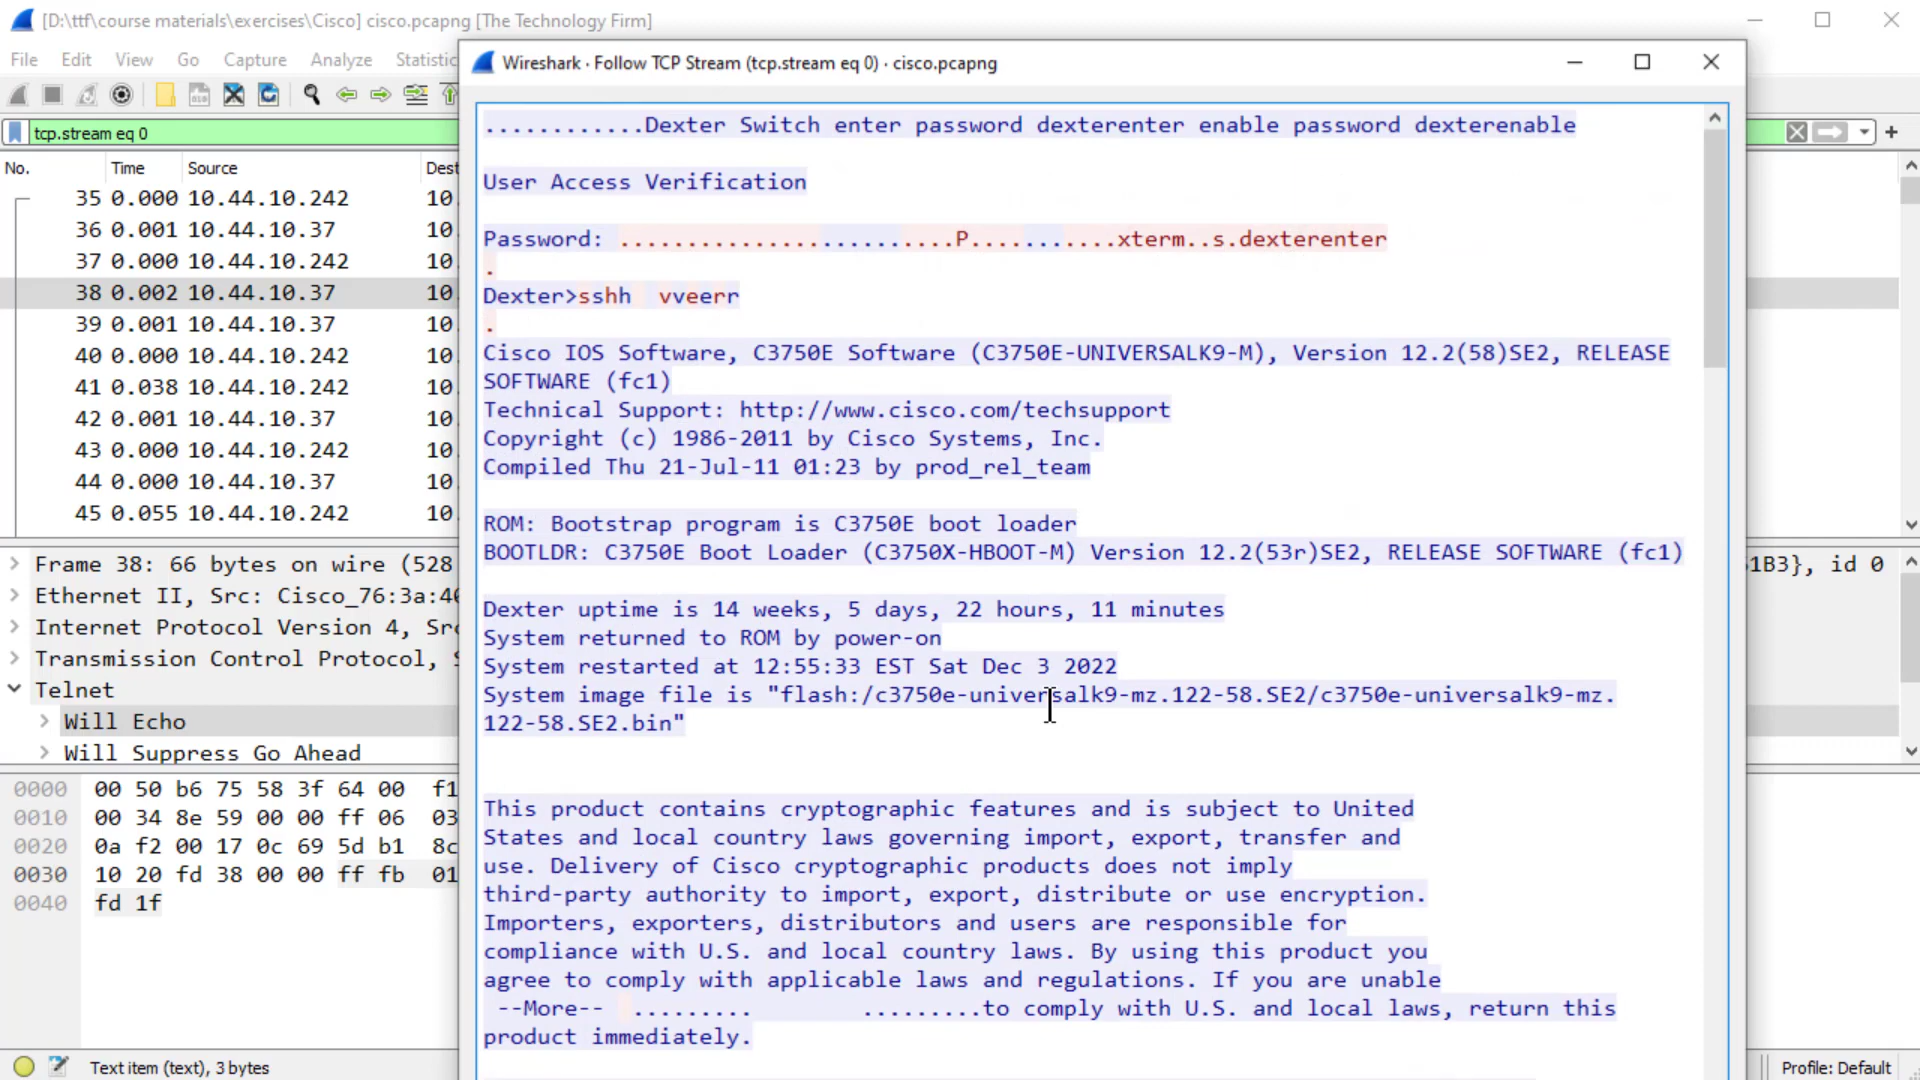 [D:\ttf\course materials\exercises\Cisco] cisco.pcapng [The Technology Firm]
File Edit View Go Capture Analyze Statistic
tcp.stream eq 0
No. Time Source Dest
35 0.000 10.44.10.242 10.
36 0.001 10.44.10.37 10.
37 0.000 10.44.10.242 10.
38 0.002 10.44.10.37 10.
39 0.001 10.44.10.37 10.
40 0.000 10.44.10.242 10.
41 0.038 10.44.10.242 10.
42 0.001 10.44.10.37 10.
43 0.000 10.44.10.242 10.
44 0.000 10.44.10.37 10.
45 0.055 10.44.10.242 10.
Frame 38: 66 bytes on wire (528
1B3}, id 0
Ethernet II, Src: Cisco_76:3a:40
Internet Protocol Version 4, Src
Transmission Control Protocol, S
Telnet
Will Echo
Will Suppress Go Ahead
0000 00 50 b6 75 58 3f 64 00 f1
0010 00 34 8e 59 00 00 ff 06 03
0020 0a f2 00 17 0c 69 5d b1 8c
0030 10 20 fd 38 00 00 ff fb 01
0040 fd 1f
Text item (text), 3 bytes
Profile: Default
Wireshark · Follow TCP Stream (tcp.stream eq 0) · cisco.pcapng
............Dexter Switch enter password dexterenter enable password dexterenable
User Access Verification
Password: .........................P...........xterm..s.dexterenter
.
Dexter>sshh  vveerr
.
Cisco IOS Software, C3750E Software (C3750E-UNIVERSALK9-M), Version 12.2(58)SE2, RELEASE
SOFTWARE (fc1)
Technical Support: http://www.cisco.com/techsupport
Copyright (c) 1986-2011 by Cisco Systems, Inc.
Compiled Thu 21-Jul-11 01:23 by prod_rel_team
ROM: Bootstrap program is C3750E boot loader
BOOTLDR: C3750E Boot Loader (C3750X-HBOOT-M) Version 12.2(53r)SE2, RELEASE SOFTWARE (fc1)
Dexter uptime is 14 weeks, 5 days, 22 hours, 11 minutes
System returned to ROM by power-on
System restarted at 12:55:33 EST Sat Dec 3 2022
System image file is "flash:/c3750e-universalk9-mz.122-58.SE2/c3750e-universalk9-mz.
122-58.SE2.bin"
This product contains cryptographic features and is subject to United
States and local country laws governing import, export, transfer and
use. Delivery of Cisco cryptographic products does not imply
third-party authority to import, export, distribute or use encryption.
Importers, exporters, distributors and users are responsible for
compliance with U.S. and local country laws. By using this product you
agree to comply with applicable laws and regulations. If you are unable
--More-- ......... .........to comply with U.S. and local laws, return this
product immediately.